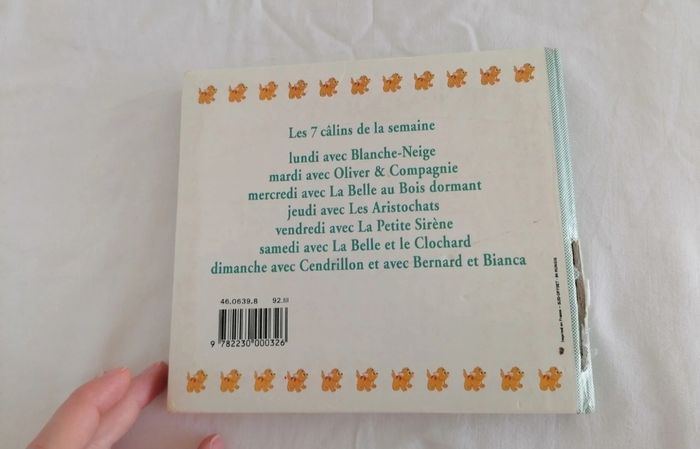 Les 7 câlins de la semaine
lundi avec Blanche-Neige
mardi avec Oliver & Compagnie
mercredi avec La Belle au Bois dormant
jeudi avec Les Aristochats
vendredi avec La Petite Sirène
samedi avec La Belle et le Clochard
dimanche avec Cendrillon et avec Bernard et Bianca
46.0639.8 92.III
9 782230 000326